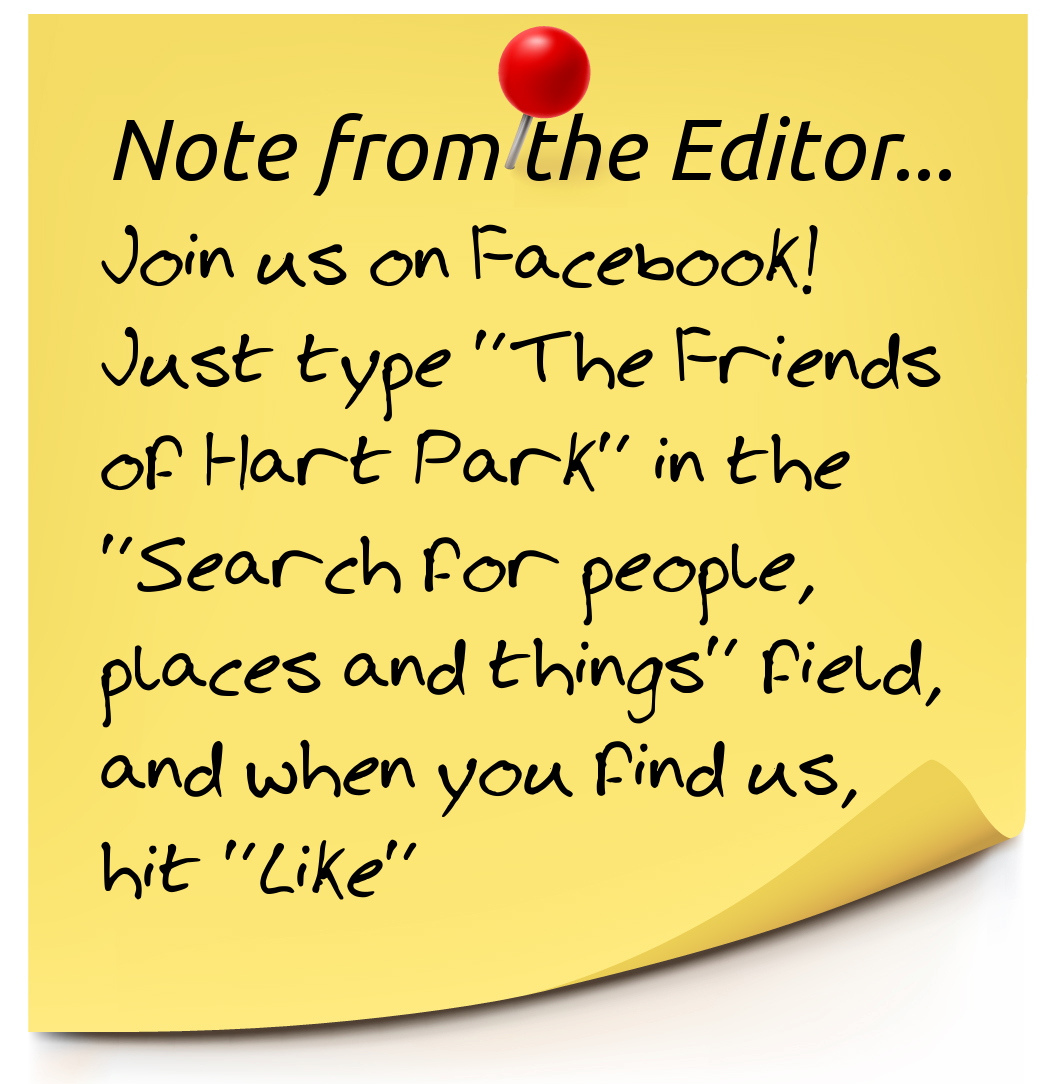 Note from the Editor...
Join us on Facebook!
Just type "The Friends
of Hart Park" in the
"Search for people,
places and things" field,
and when you find us,
hit "Like"